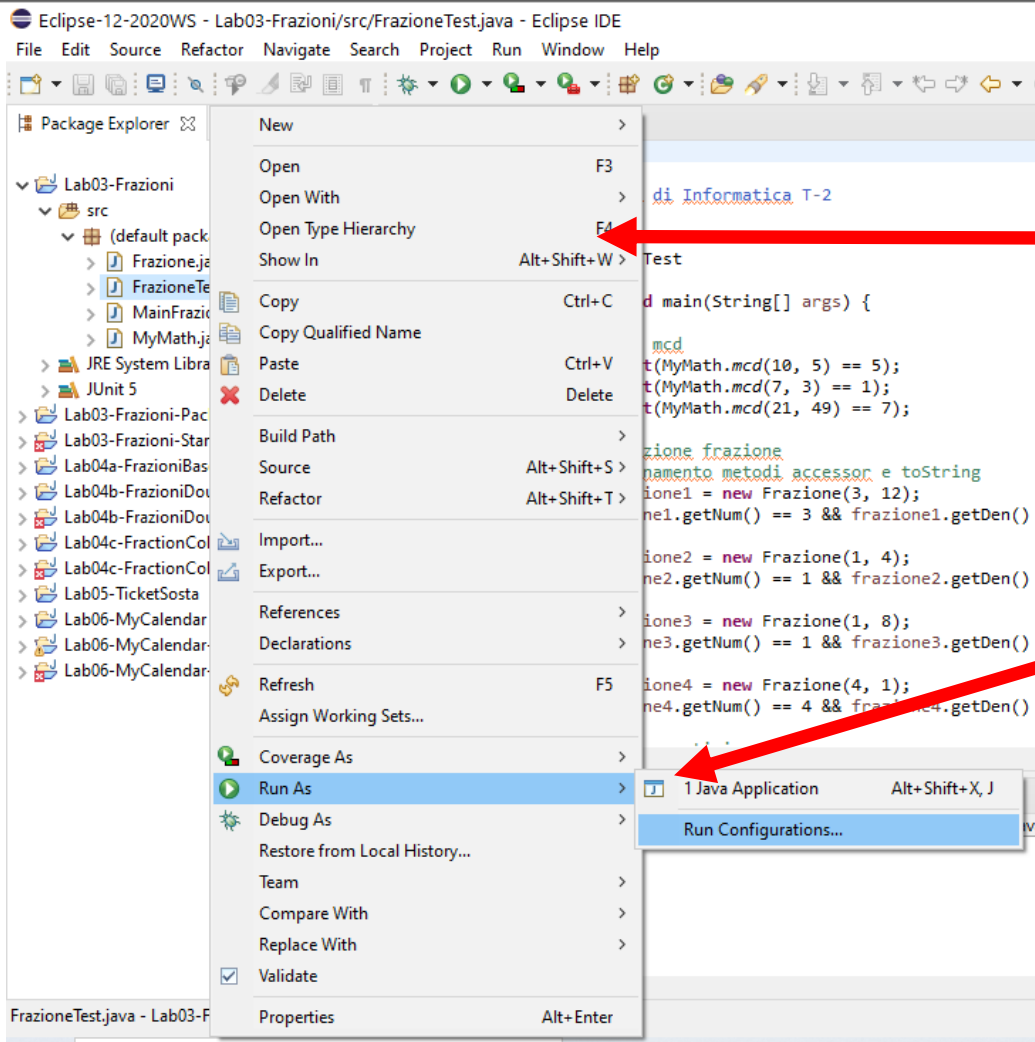 Eclipse-12-2020WS - Lab03-Frazioni/src/FrazioneTest.java - Eclipse IDE
File Edit Source Refactor Navigate Search Project Run Window Help
Package Explorer
Lab03-Frazioni
src
(default pack
Frazione.ja
FrazioneTe
MainFrazio
MyMath.ja
JRE System Libra
JUnit 5
Lab03-Frazioni-Pac
Lab03-Frazioni-Star
Lab04a-FrazioniBas
Lab04b-FrazioniDou
Lab04b-FrazioniDou
Lab04c-FractionCol
Lab04c-FractionCol
Lab05-TicketSosta
Lab06-MyCalendar
Lab06-MyCalendar-
Lab06-MyCalendar-
New
Open F3
Open With
Open Type Hierarchy F4
Show In Alt+Shift+W
Copy Ctrl+C
Copy Qualified Name
Paste Ctrl+V
Delete Delete
Build Path
Source Alt+Shift+S
Refactor Alt+Shift+T
Import...
Export...
References
Declarations
Refresh F5
Assign Working Sets...
Coverage As
Run As
Debug As
Restore from Local History...
Team
Compare With
Replace With
Validate
Properties Alt+Enter
1 Java Application Alt+Shift+X, J
Run Configurations...
di Informatica T-2
Test
d main(String[] args) {
mcd
t(MyMath.mcd(10, 5) == 5);
t(MyMath.mcd(7, 3) == 1);
t(MyMath.mcd(21, 49) == 7);
zione frazione
namento metodi accessor e toString
ione1 = new Frazione(3, 12);
ne1.getNum() == 3 && frazione1.getDen()
ione2 = new Frazione(1, 4);
ne2.getNum() == 1 && frazione2.getDen()
ione3 = new Frazione(1, 8);
ne3.getNum() == 1 && frazione3.getDen()
ione4 = new Frazione(4, 1);
ne4.getNum() == 4 && frazione4.getDen()
FrazioneTest.java - Lab03-F